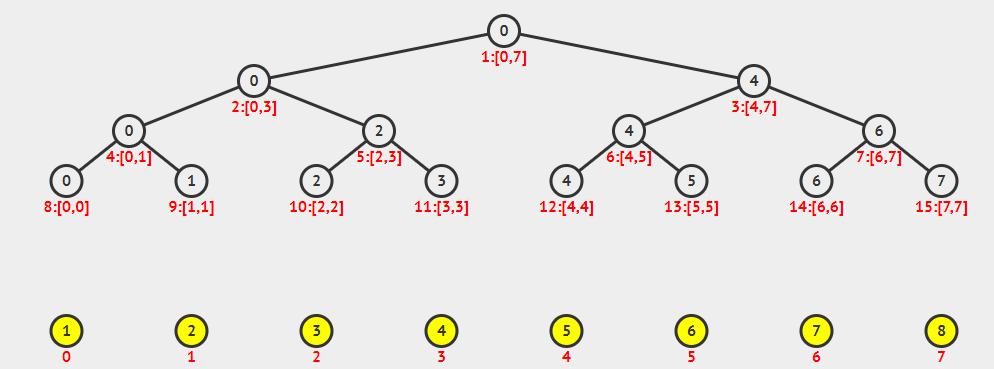 0
1:[0,7]
0 4
2:[0,3] 3:[4,7]
0 2 4 6
4:[0,1] 5:[2,3] 6:[4,5] 7:[6,7]
0 1 2 3 4 5 6 7
8:[0,0] 9:[1,1] 10:[2,2] 11:[3,3] 12:[4,4] 13:[5,5] 14:[6,6] 15:[7,7]
1 2 3 4 5 6 7 8
0 1 2 3 4 5 6 7